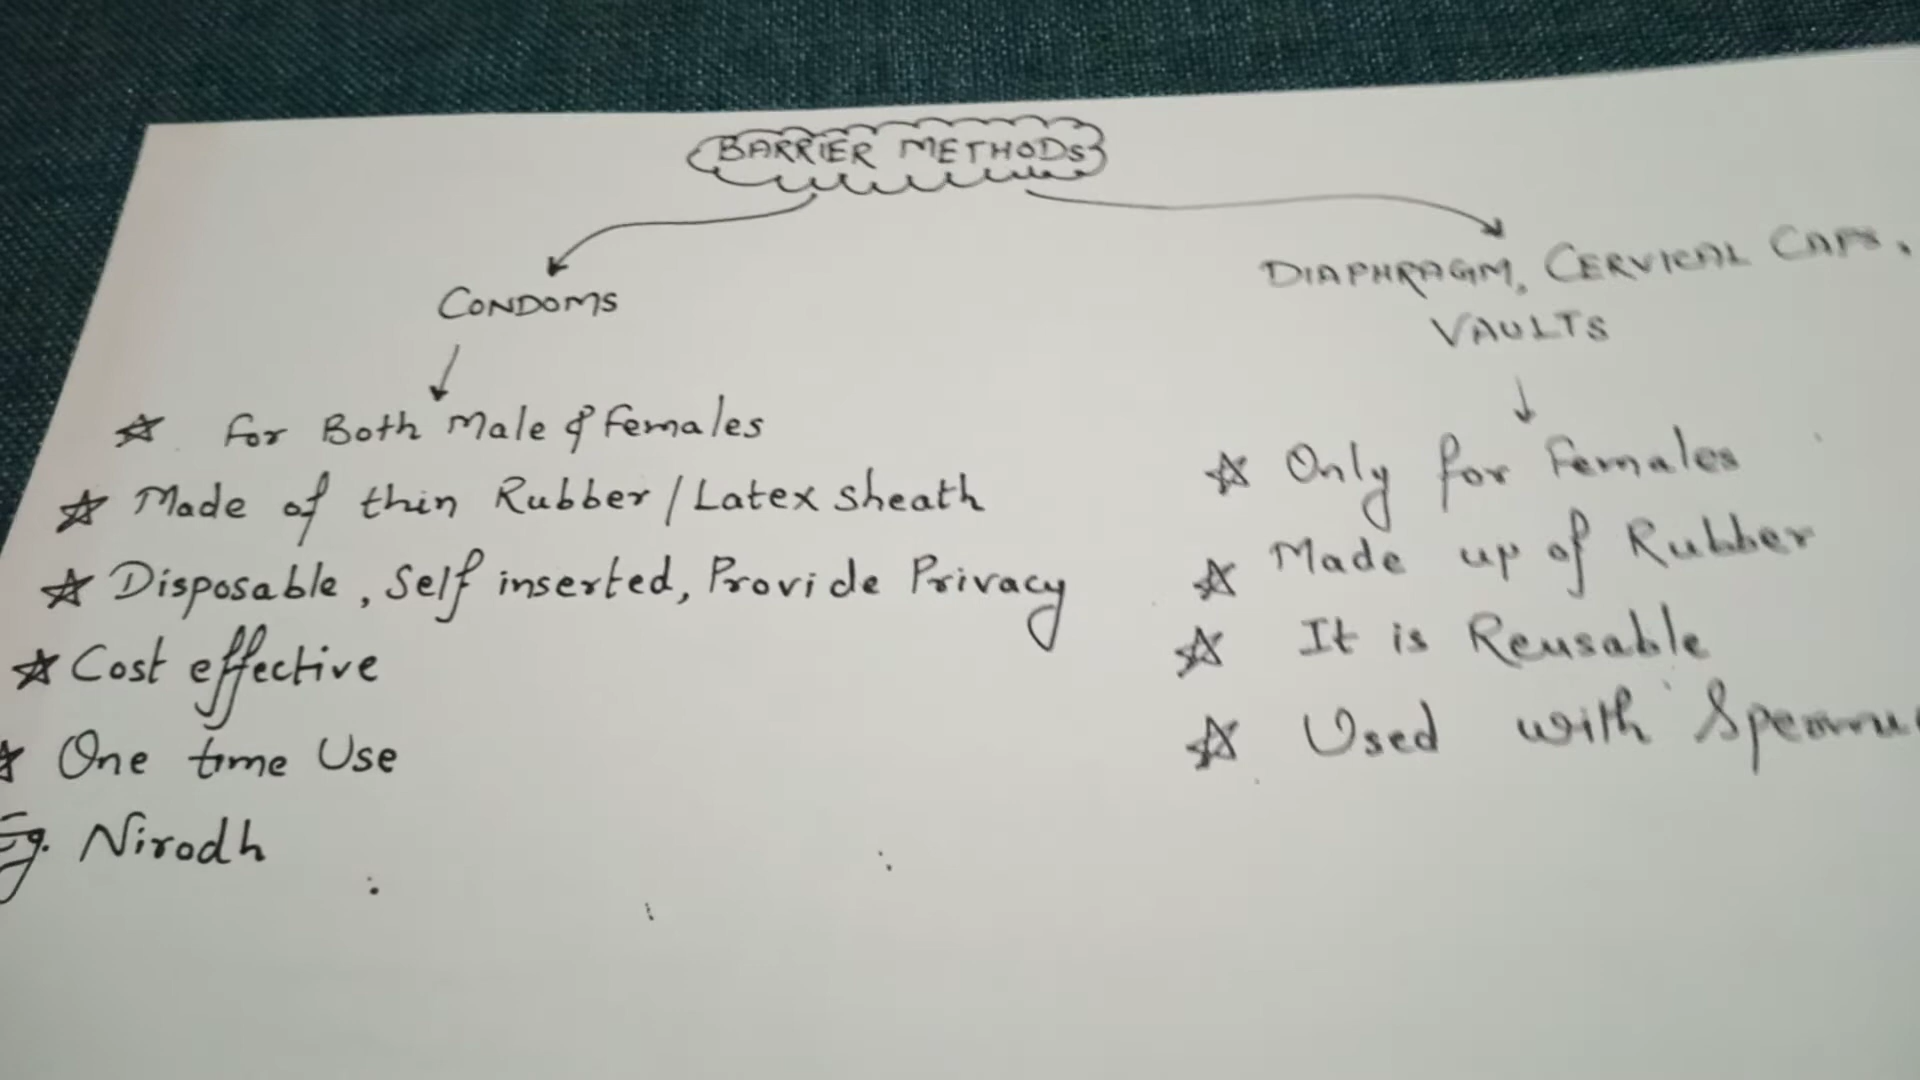 BARRIER METHODS
CONDOMS
☆ For Both Male & Females
☆ Made of thin Rubber / Latex sheath
☆ Disposable, Self inserted, Provide Privacy
☆ Cost effective
☆ One time Use
Eg. Nirodh
DIAPHRAGM, CERVICAL CAPS,
VAULTS
☆ Only for Females
☆ Made up of Rubber
☆ It is Reusable
☆ Used with